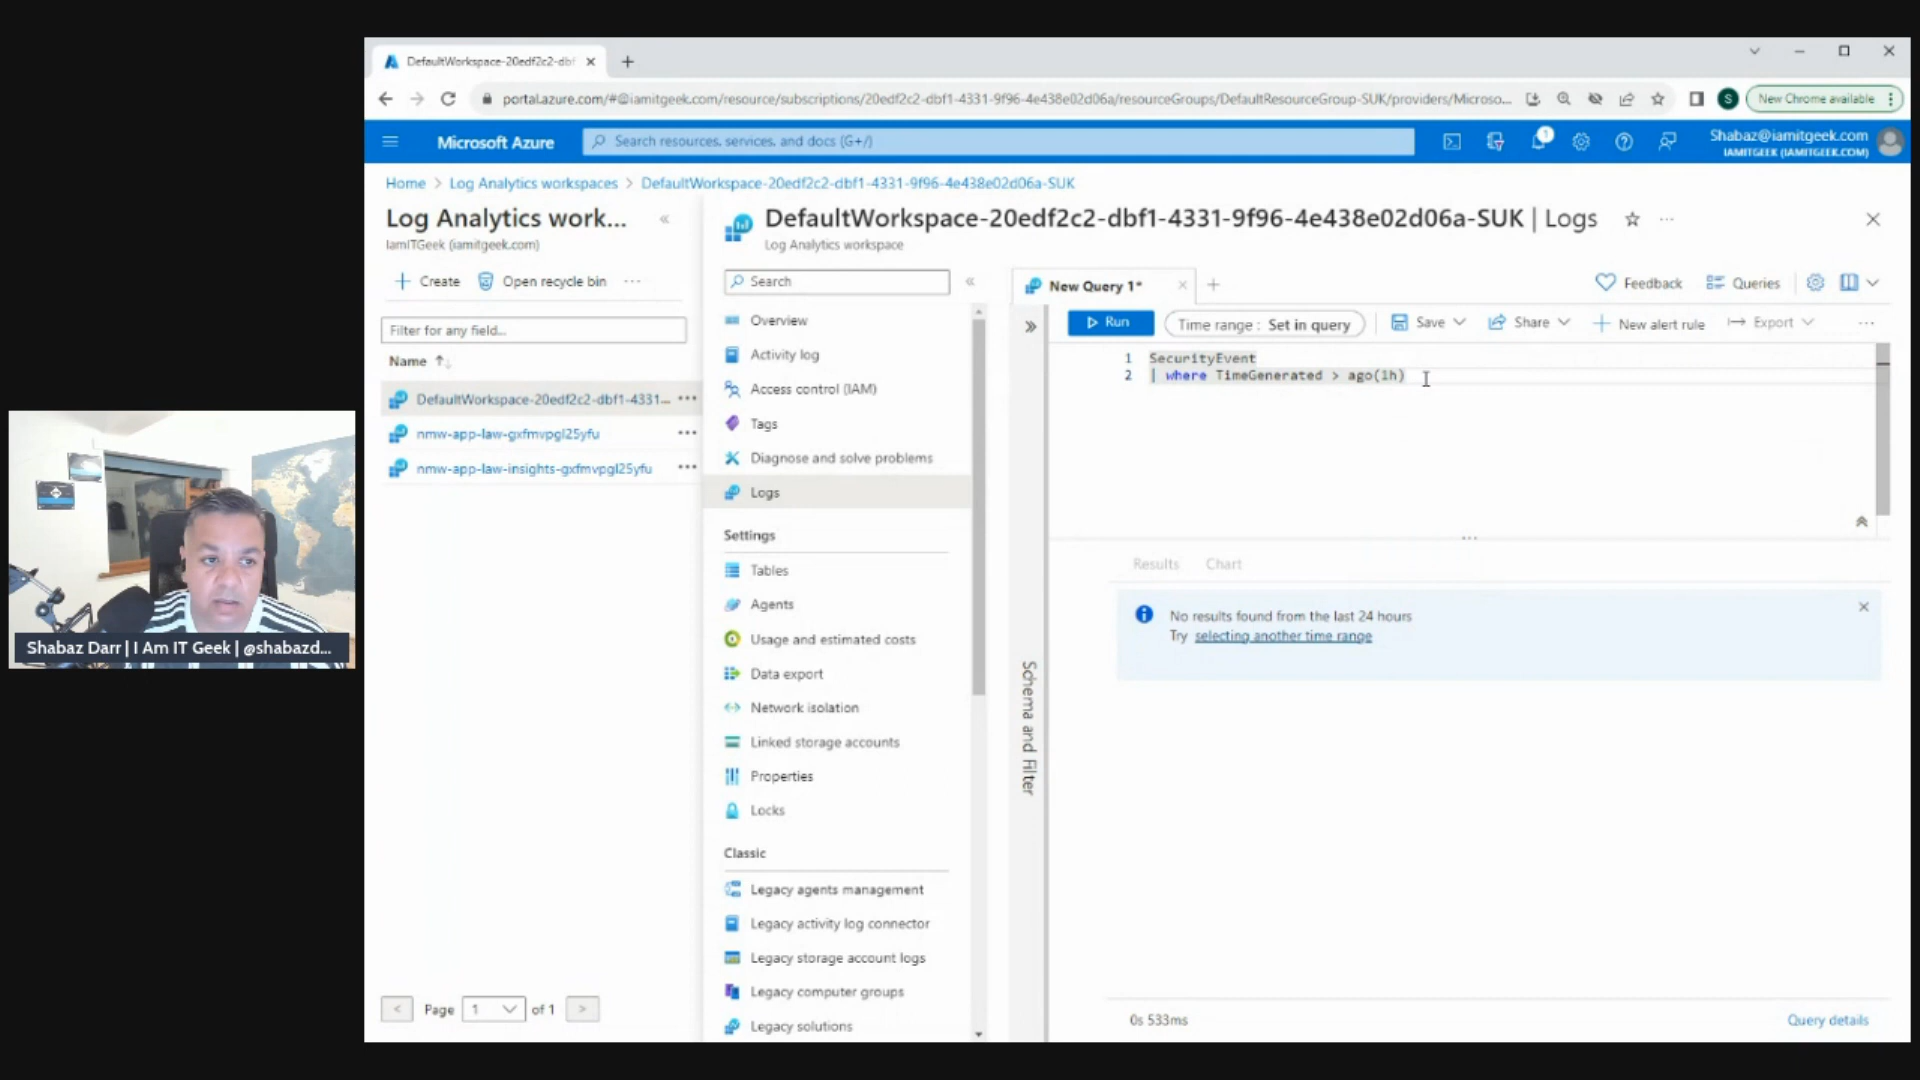 DefaultWorkspace-20edf2c2-dbf
portal.azure.com/#@iamitgeek.com/resource/subscriptions/20edf2c2-dbf1-4331-9f96-4e438e02d06a/resourceGroups/DefaultResourceGroup-SUK/providers/Microso...
S
New Chrome available
Microsoft Azure
Search resources, services, and docs (G+/)
1
Shabaz@iamitgeek.com
IAMITGEEK (IAMITGEEK.COM)
Home > Log Analytics workspaces > DefaultWorkspace-20edf2c2-dbf1-4331-9f96-4e438e02d06a-SUK
Log Analytics work...
IamITGeek (iamitgeek.com)
+ Create
Open recycle bin
...
Filter for any field...
Name
DefaultWorkspace-20edf2c2-dbf1-4331... ...
nmw-app-law-gxfmvpgl25yfu ...
nmw-app-law-insights-gxfmvpgl25yfu ...
< Page 1 of 1 >
DefaultWorkspace-20edf2c2-dbf1-4331-9f96-4e438e02d06a-SUK | Logs
Log Analytics workspace
Search
Overview
Activity log
Access control (IAM)
Tags
Diagnose and solve problems
Logs
Settings
Tables
Agents
Usage and estimated costs
Data export
Network isolation
Linked storage accounts
Properties
Locks
Classic
Legacy agents management
Legacy activity log connector
Legacy storage account logs
Legacy computer groups
Legacy solutions
New Query 1*
Feedback
Queries
Run
Time range : Set in query
Save
Share
New alert rule
Export
...
1 SecurityEvent
2 | where TimeGenerated > ago(1h)
Schema and Filter
Results
Chart
No results found from the last 24 hours
Try selecting another time range
0s 533ms
Query details
Shabaz Darr | I Am IT Geek | @shabazd...